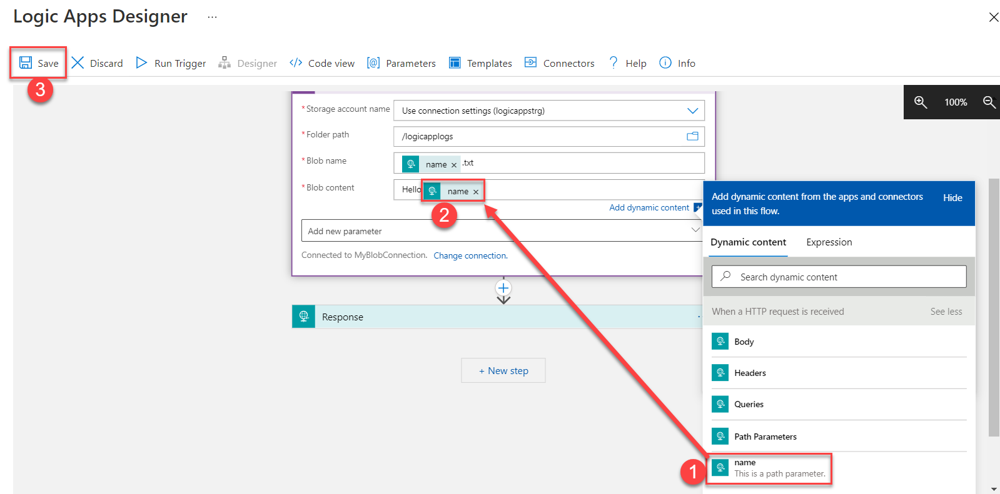 Logic Apps Designer ...
Save Discard Run Trigger Designer Code view Parameters Templates Connectors Help Info
3
100%
* Storage account name Use connection settings (logicappstrg)
* Folder path /logicapplogs
* Blob name name × .txt
* Blob content Hello name ×
2
Add dynamic content
Add new parameter
Connected to MyBlobConnection. Change connection.
Response
+ New step
Add dynamic content from the apps and connectors
used in this flow.
Hide
Dynamic content Expression
Search dynamic content
When a HTTP request is received See less
Body
Headers
Queries
Path Parameters
1
name
This is a path parameter.